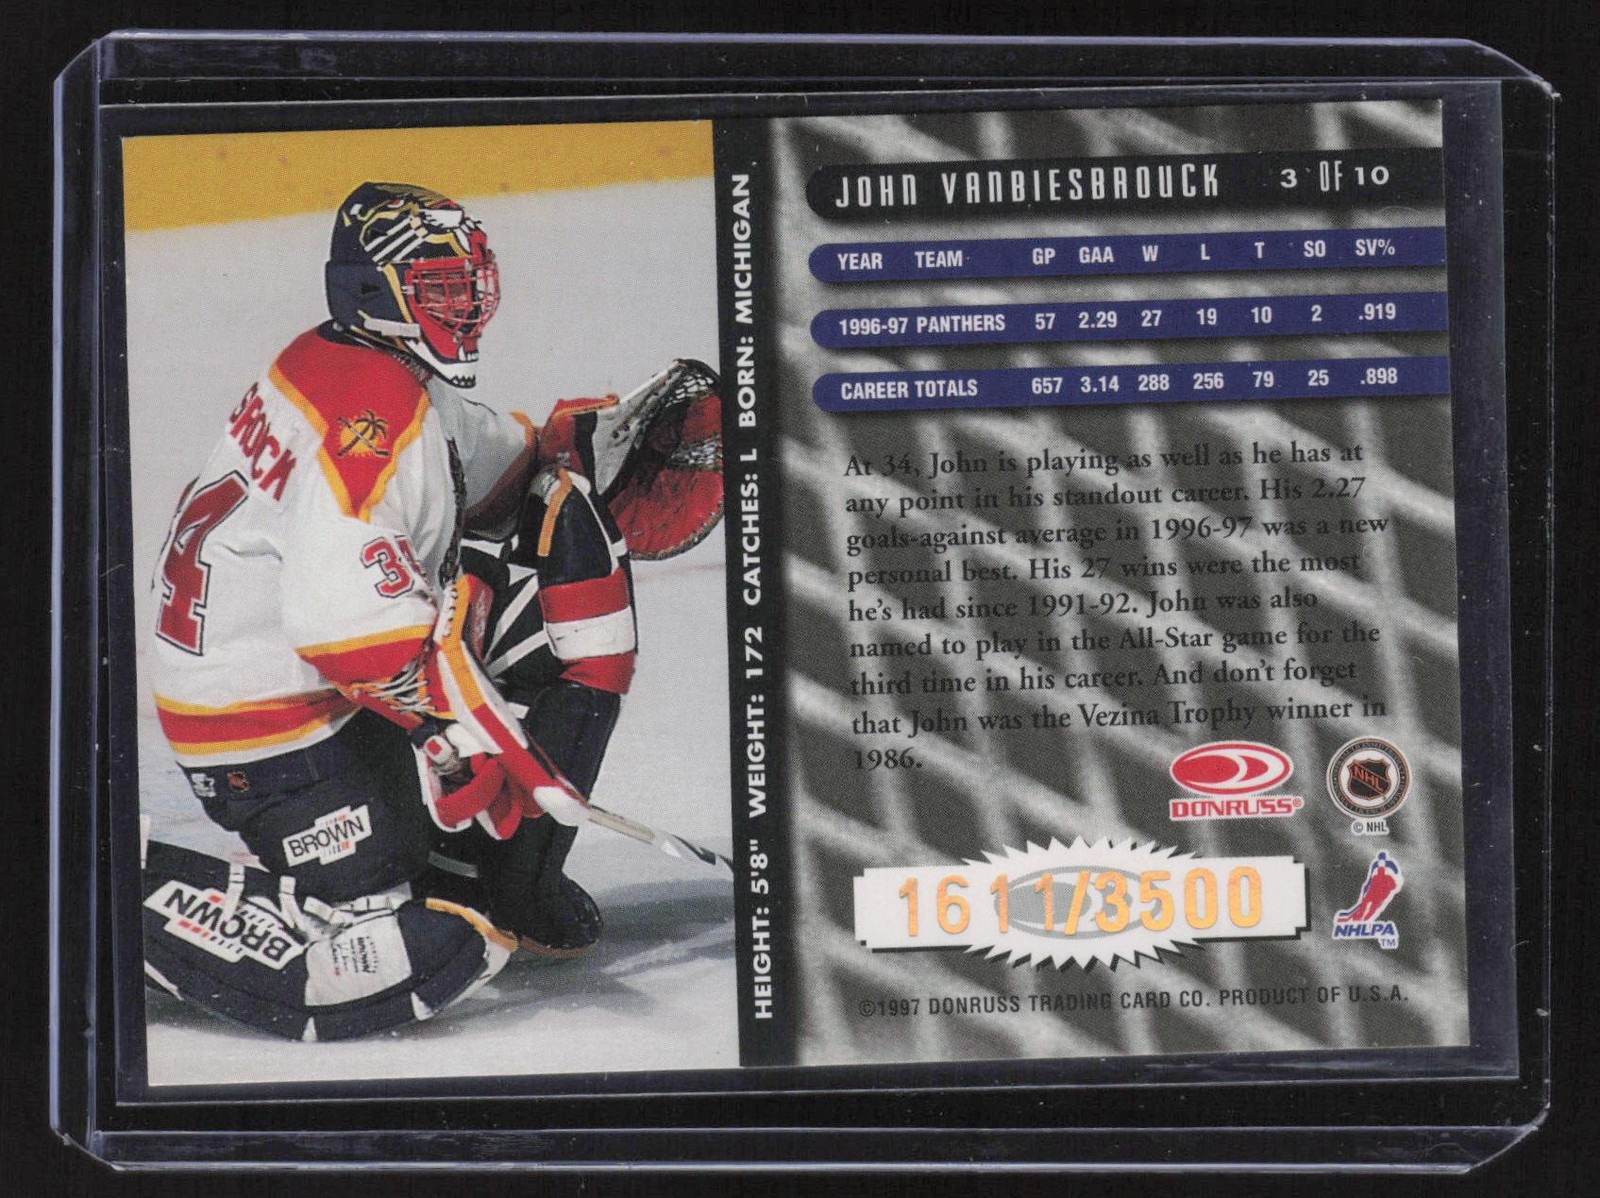 JOHN VANBIESBROUCK 3 OF 10
YEAR TEAM GP GAA W L T SO SV%
1996-97 PANTHERS 57 2.29 27 19 10 2 .919
CAREER TOTALS 657 3.14 288 256 79 25 .898
At 34, John is playing as well as he has at
any point in his standout career. His 2.27
goals-against average in 1996-97 was a new
personal best. His 27 wins were the most
he's had since 1991-92. John was also
named to play in the All-Star game for the
third time in his career. And don't forget
that John was the Vezina Trophy winner in
1986.
DONRUSS®
NHL
© NHL
1611/3500
NHLPA
TM
©1997 DONRUSS TRADING CARD CO. PRODUCT OF U.S.A.
HEIGHT: 5'8" WEIGHT: 172 CATCHES: L BORN: MICHIGAN
SBROUCK
4
3
BROWN
BROWN